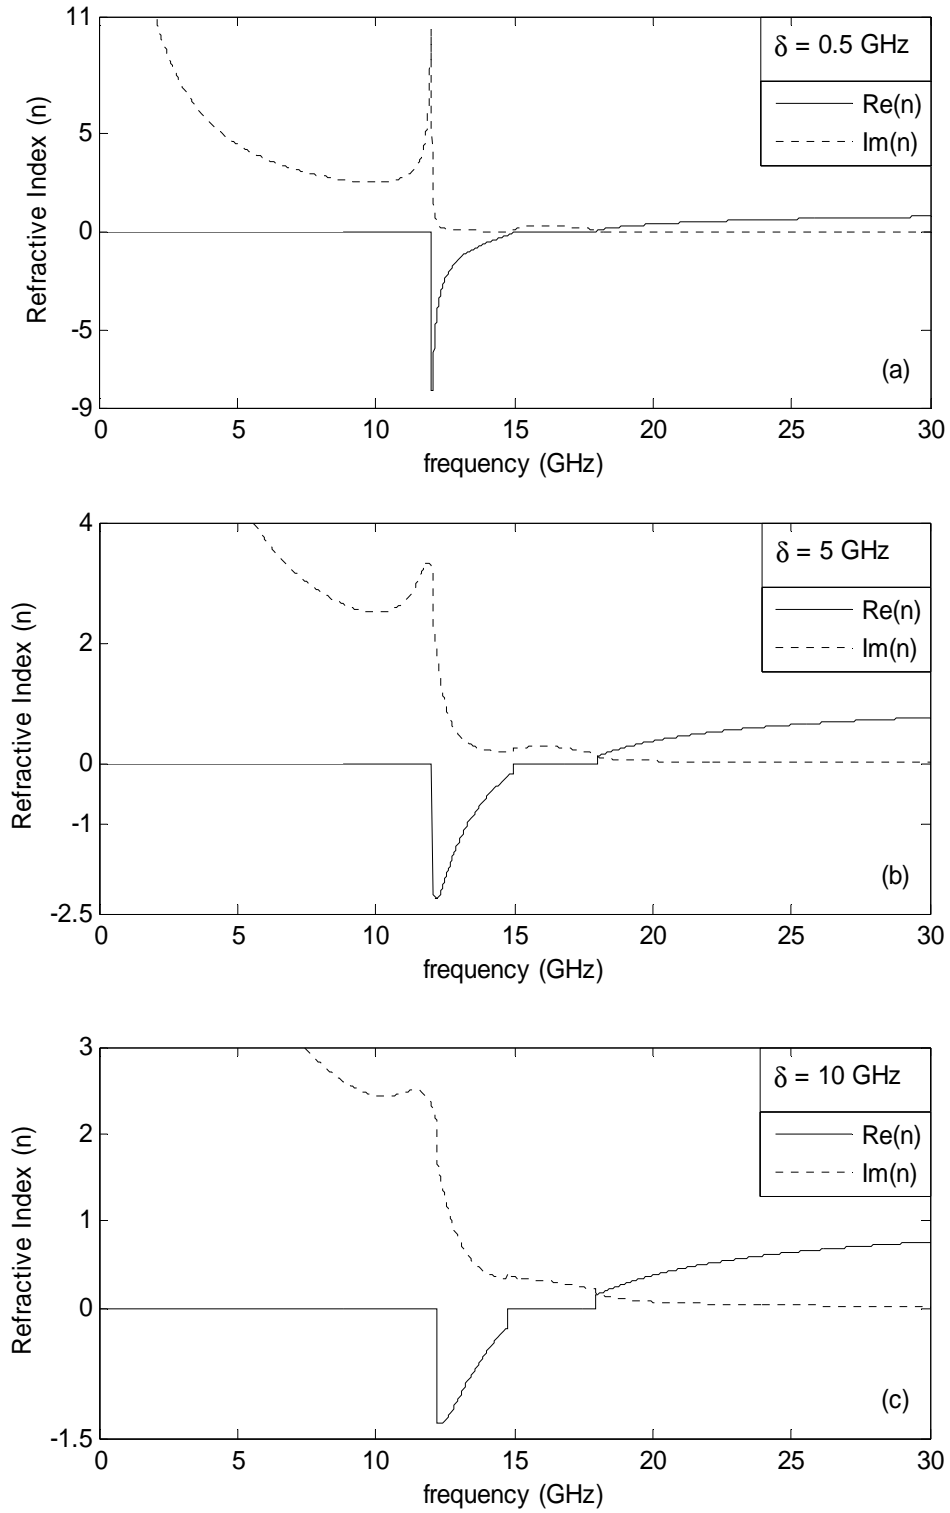 11
5
0
-5
-9
Refractive Index (n)
δ = 0.5 GHz
Re(n)
Im(n)
(a)
0 5 10 15 20 25 30
frequency (GHz)
4
2
0
-1
-2.5
Refractive Index (n)
δ = 5 GHz
Re(n)
Im(n)
(b)
0 5 10 15 20 25 30
frequency (GHz)
3
2
1
0
-1.5
Refractive Index (n)
δ = 10 GHz
Re(n)
Im(n)
(c)
0 5 10 15 20 25 30
frequency (GHz)